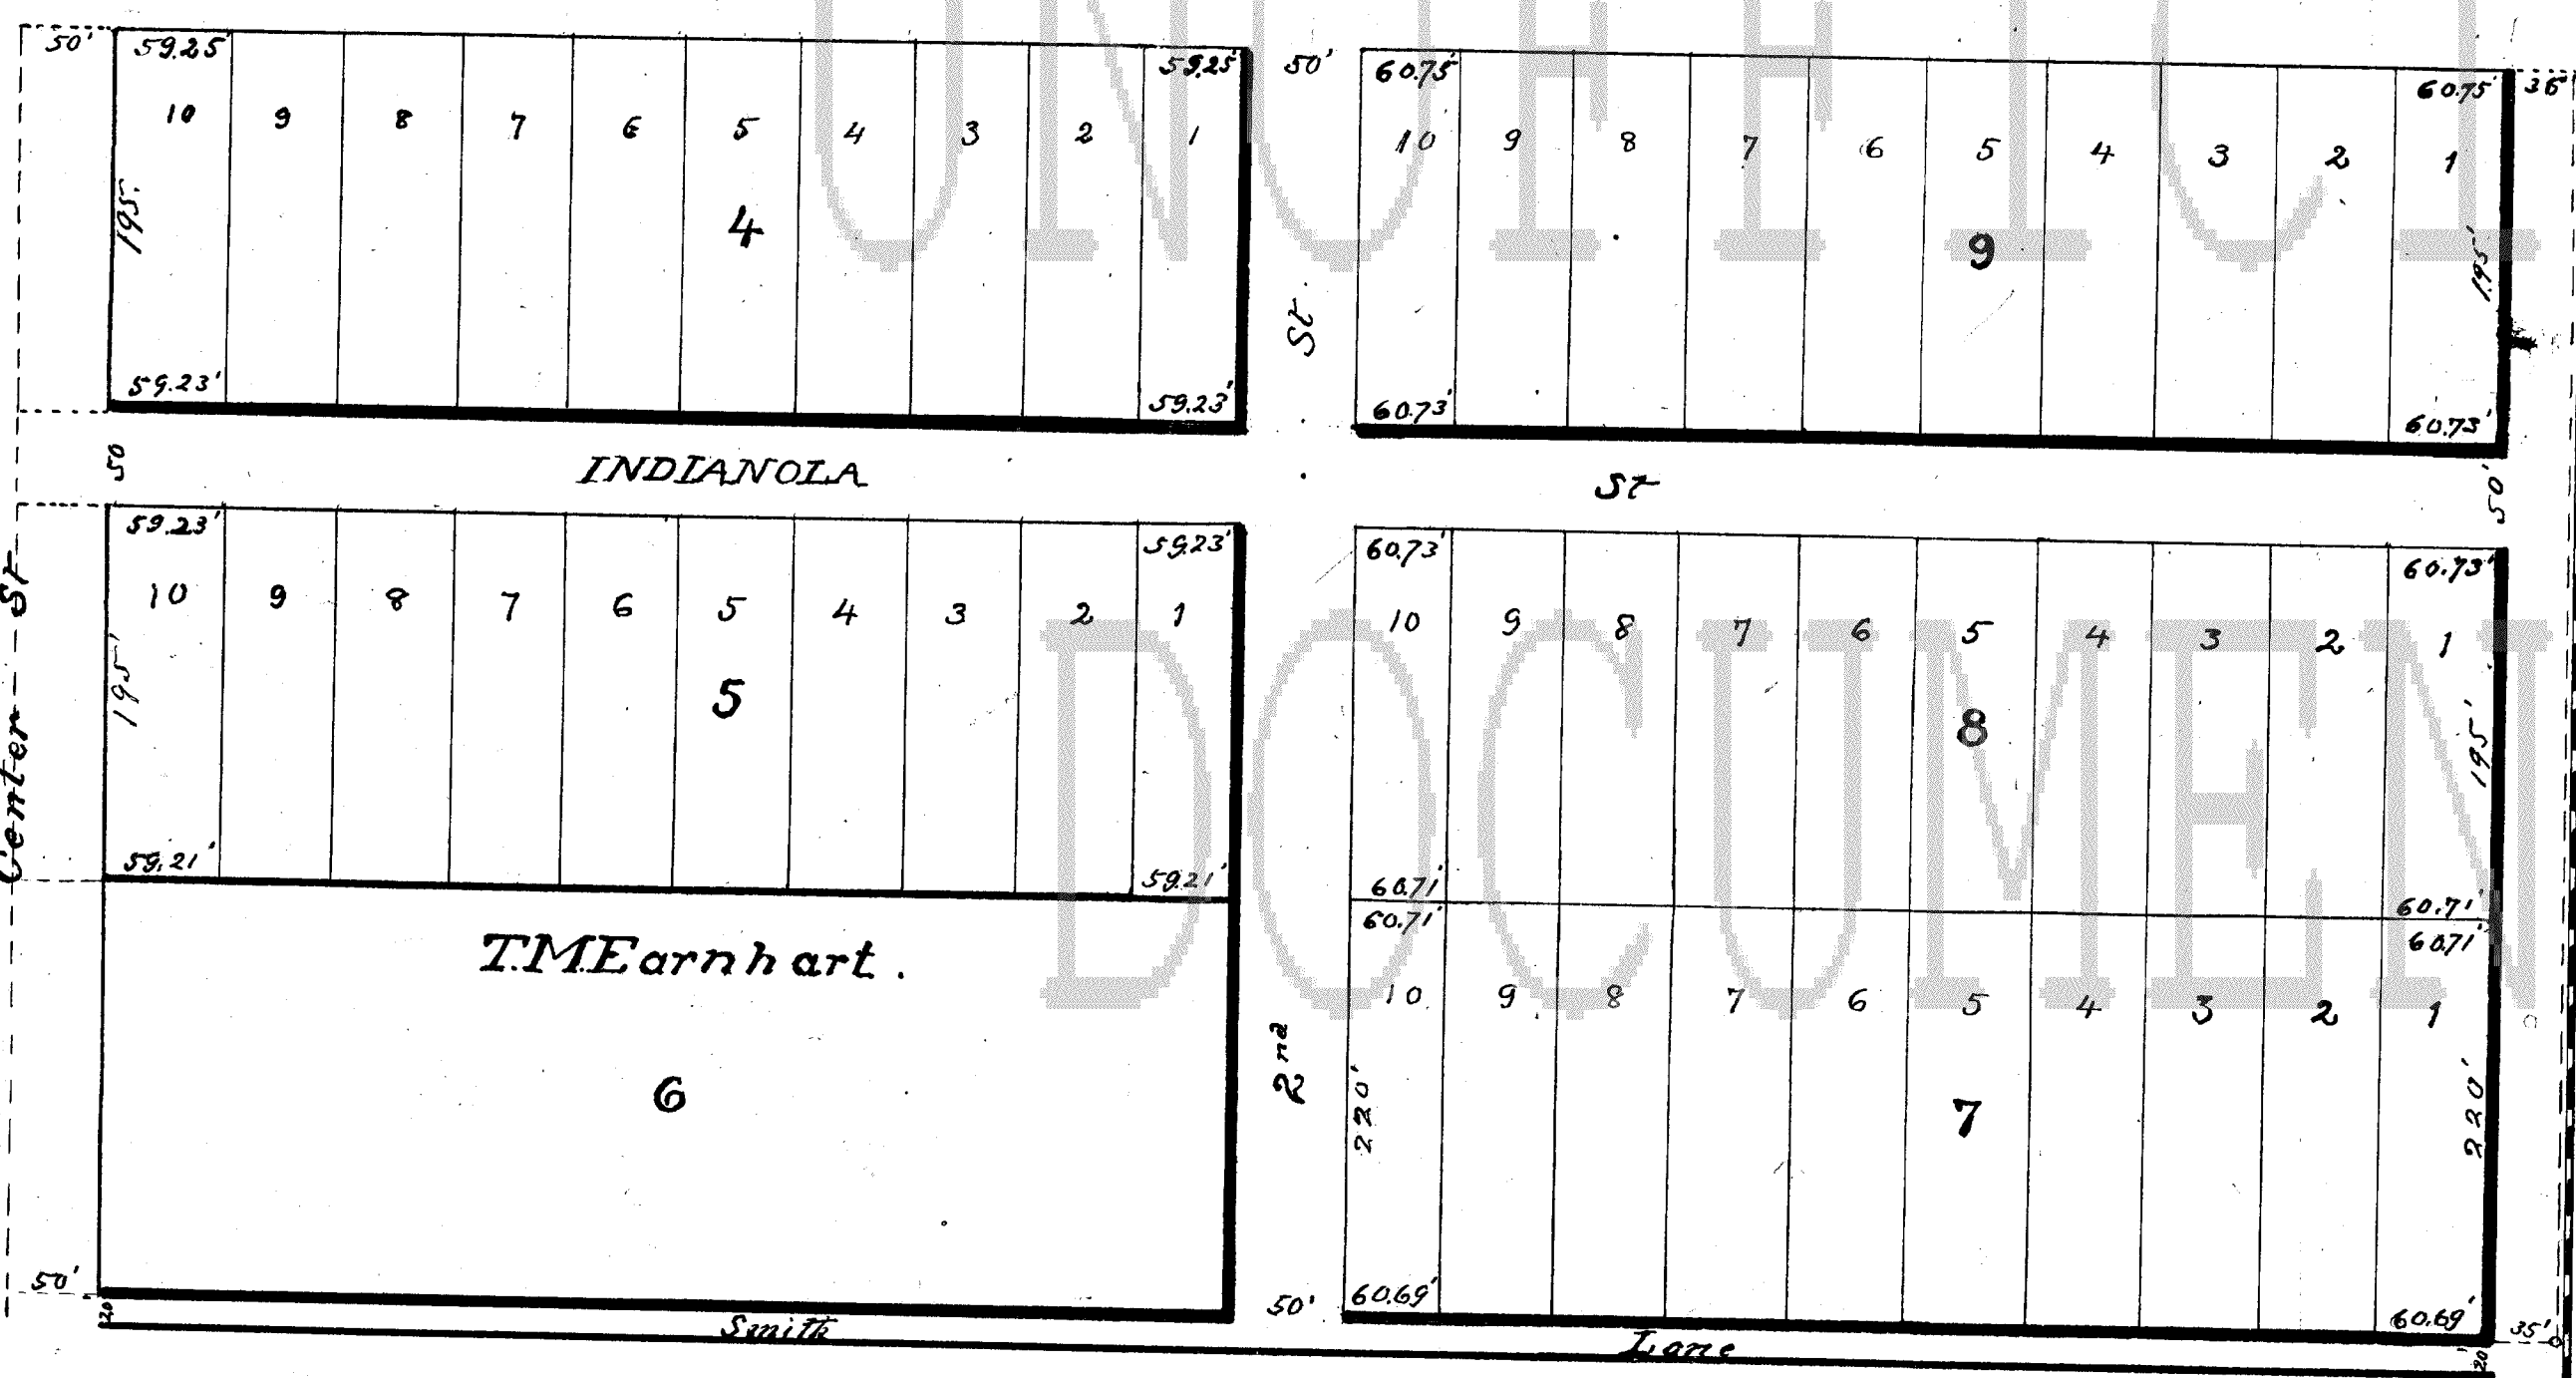 UNOFFICI
50' 59.25' 59.25' 50' 60.75' 60.75' 36'
10 9 8 7 6 5 4 3 2 1 10 9 8 7 6 5 4 3 2 1
195' 4 St. 9 195'
59.23' 59.23' 60.73' 60.73'
50 INDIANOLA St 50'
59.23' 59.23' 60.73' 60.73'
Center St
10 9 8 7 6 5 4 3 2 1 10 9 8 7 6 5 4 3 2 1
DOCUMEN
195' 5 8 195'
59.21' 59.21' 60.71' 60.71'
60.71' 60.71'
T.M.Earnhart.
10 9 8 7 6 5 4 3 2 1
6 2nd 220' 7 220'
50' 50' 60.69' 60.69' 35'
20 Smith Lane 20